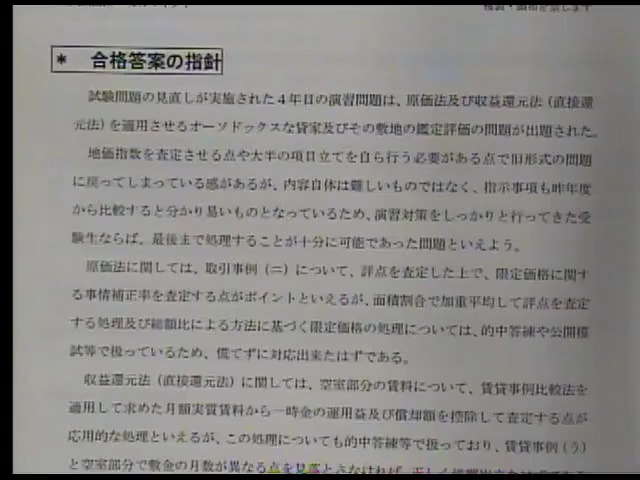 複製・頒布を禁じます
* 合格答案の指針
試験問題の見直しが実施された４年目の演習問題は、原価法及び収益還元法（直接還
元法）を適用させるオーソドックスな貸家及びその敷地の鑑定評価の問題が出題された。
地価指数を査定させる点や大半の項目立てを自ら行う必要がある点で旧形式の問題
に戻ってしまっている感があるが、内容自体は難しいものではなく、指示事項も昨年度
から比較すると分かり易いものとなっているため、演習対策をしっかりと行ってきた受
験生ならば、最後まで処理することが十分に可能であった問題といえよう。
原価法に関しては、取引事例（ニ）について、評点を査定した上で、限定価格に関す
る事情補正率を査定する点がポイントといえるが、面積割合で加重平均して評点を査定
する処理及び総額比による方法に基づく限定価格の処理については、的中答練や公開模
試等で扱っているため、慌てずに対応出来たはずである。
収益還元法（直接還元法）に関しては、空室部分の賃料について、賃貸事例比較法を
適用して求めた月額実質賃料から一時金の運用益及び償却額を控除して査定する点が
応用的な処理といえるが、この処理についても的中答練等で扱っており、賃貸事例（う）
と空室部分で敷金の月数が異なる点を見落とさなければ、正しく処理出来たはずである